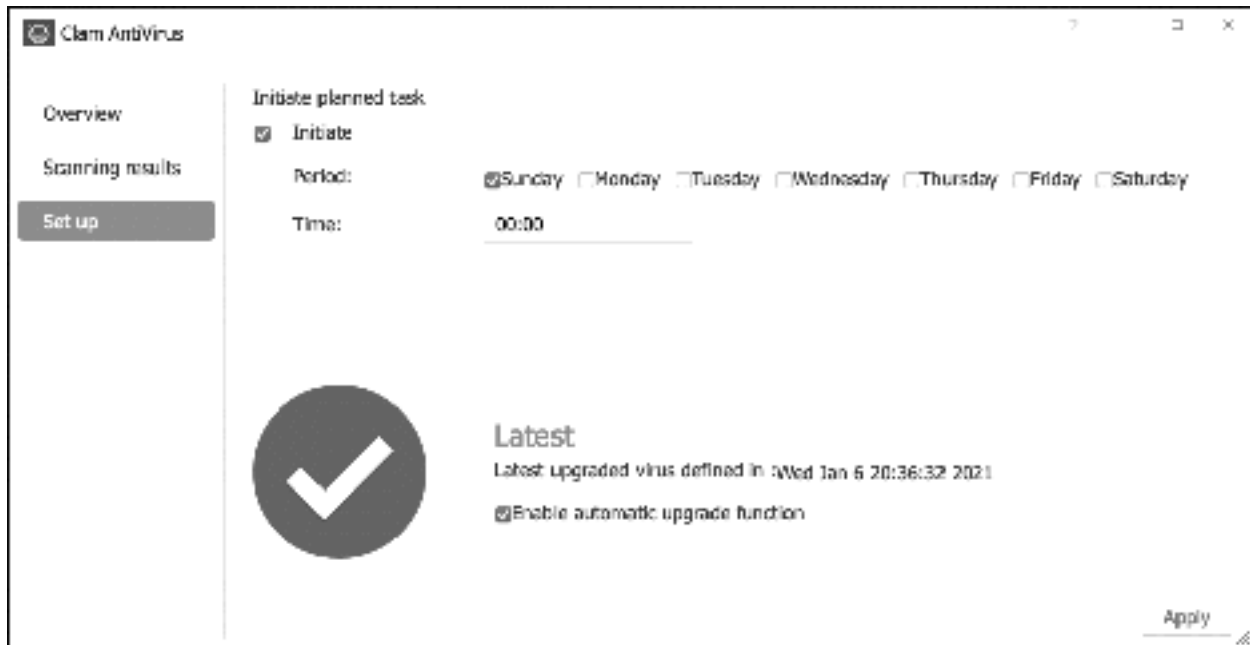 Clam AntiVirus
Overview
Scanning results
Set up
Initiate planned task
Initiate
Period:
Sunday Monday Tuesday Wednesday Thursday Friday Saturday
Time:
00:00
Latest
Latest upgraded virus defined in :Wed Jan 6 20:36:32 2021
Enable automatic upgrade function
Apply